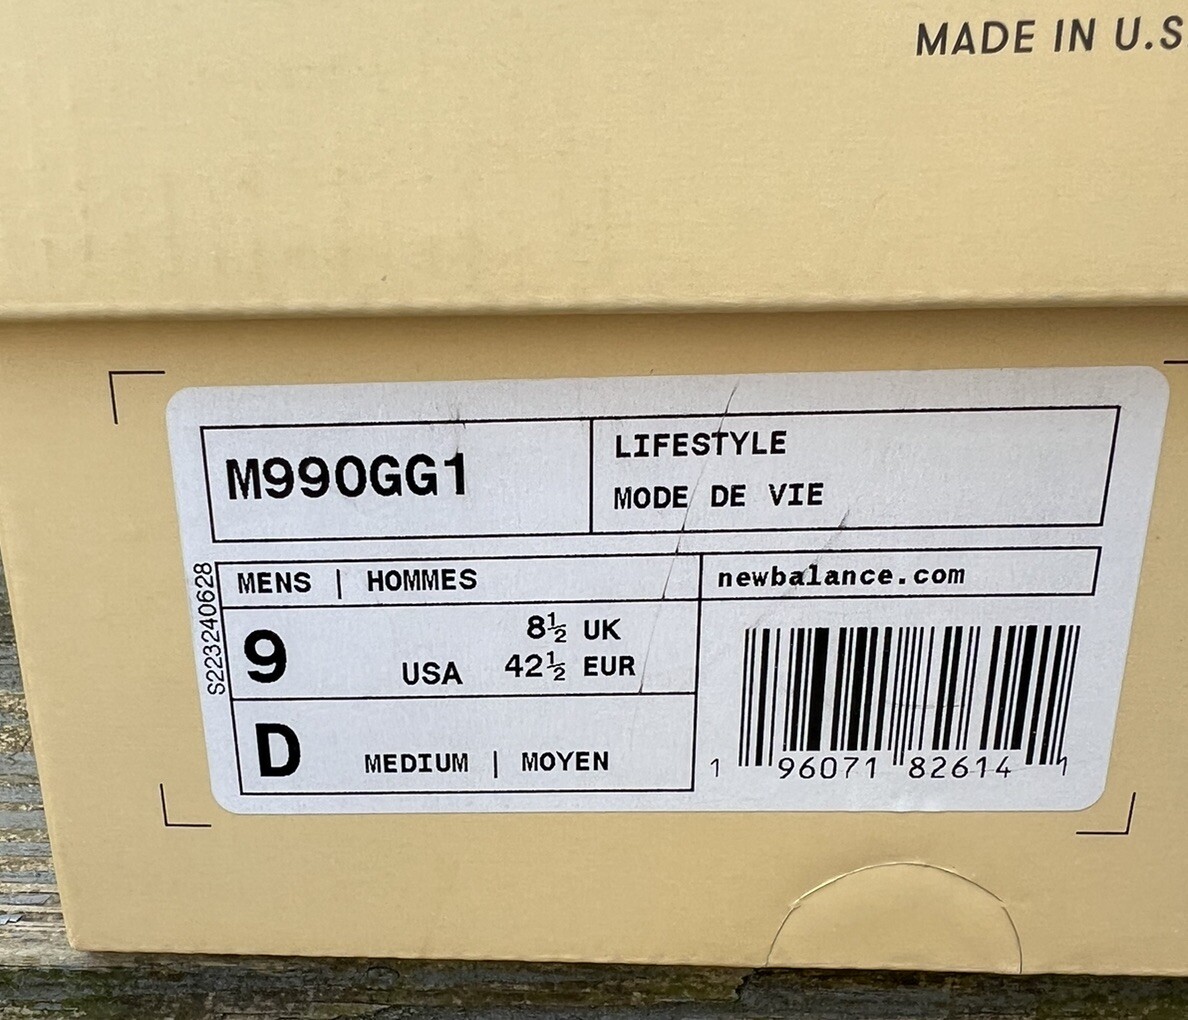 MADE IN U.S.
M990GG1
LIFESTYLE
MODE DE VIE
S223240628
MENS | HOMMES
newbalance.com
9 USA
8½ UK
42½ EUR
D MEDIUM | MOYEN
1 96071 82614 1